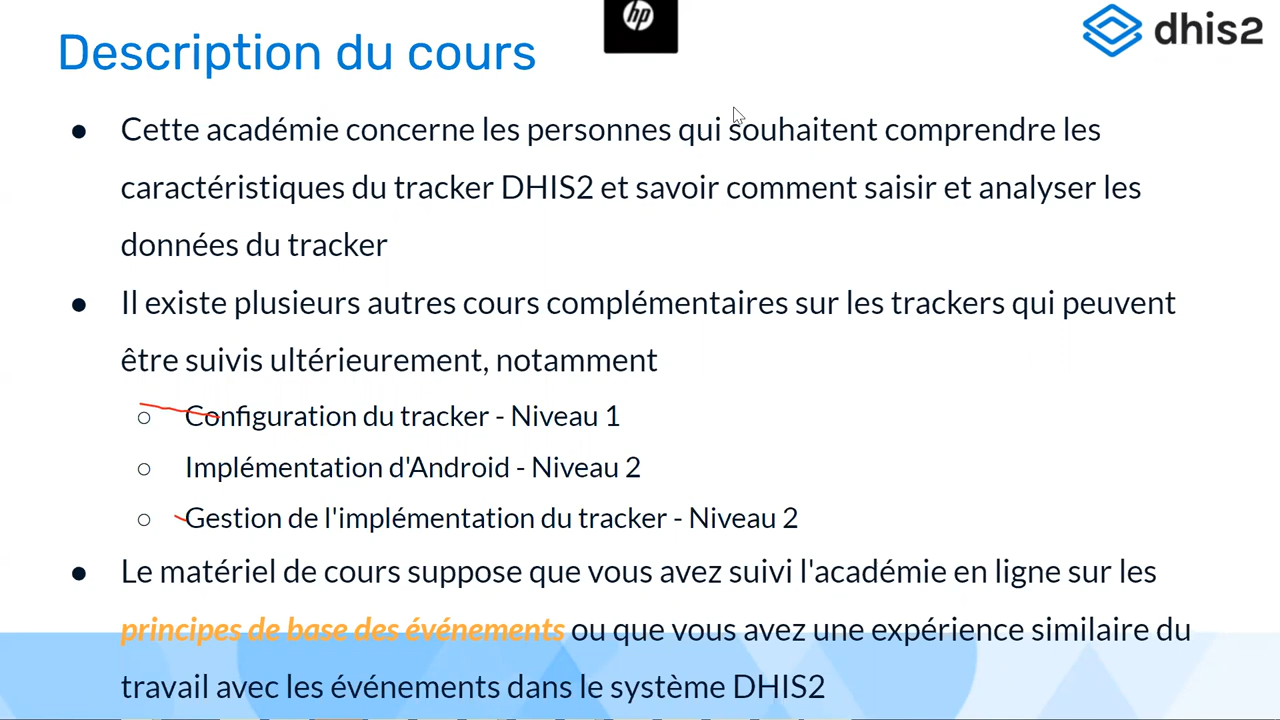 hp
dhis2
Description du cours
● Cette académie concerne les personnes qui souhaitent comprendre les
caractéristiques du tracker DHIS2 et savoir comment saisir et analyser les
données du tracker
● Il existe plusieurs autres cours complémentaires sur les trackers qui peuvent
être suivis ultérieurement, notamment
○ Configuration du tracker - Niveau 1
○ Implémentation d'Android - Niveau 2
○ Gestion de l'implémentation du tracker - Niveau 2
● Le matériel de cours suppose que vous avez suivi l'académie en ligne sur les
principes de base des événements ou que vous avez une expérience similaire du
travail avec les événements dans le système DHIS2